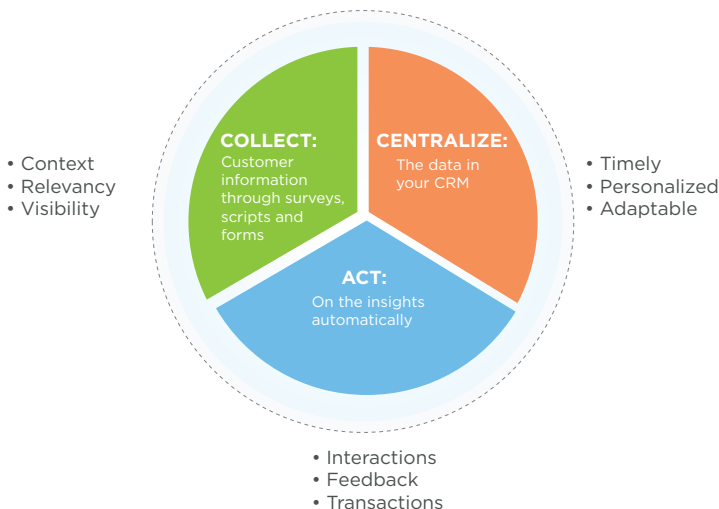 • Context
• Relevancy
• Visibility
COLLECT:
Customer
information
through surveys,
scripts and
forms
CENTRALIZE:
The data in
your CRM
• Timely
• Personalized
• Adaptable
ACT:
On the insights
automatically
• Interactions
• Feedback
• Transactions